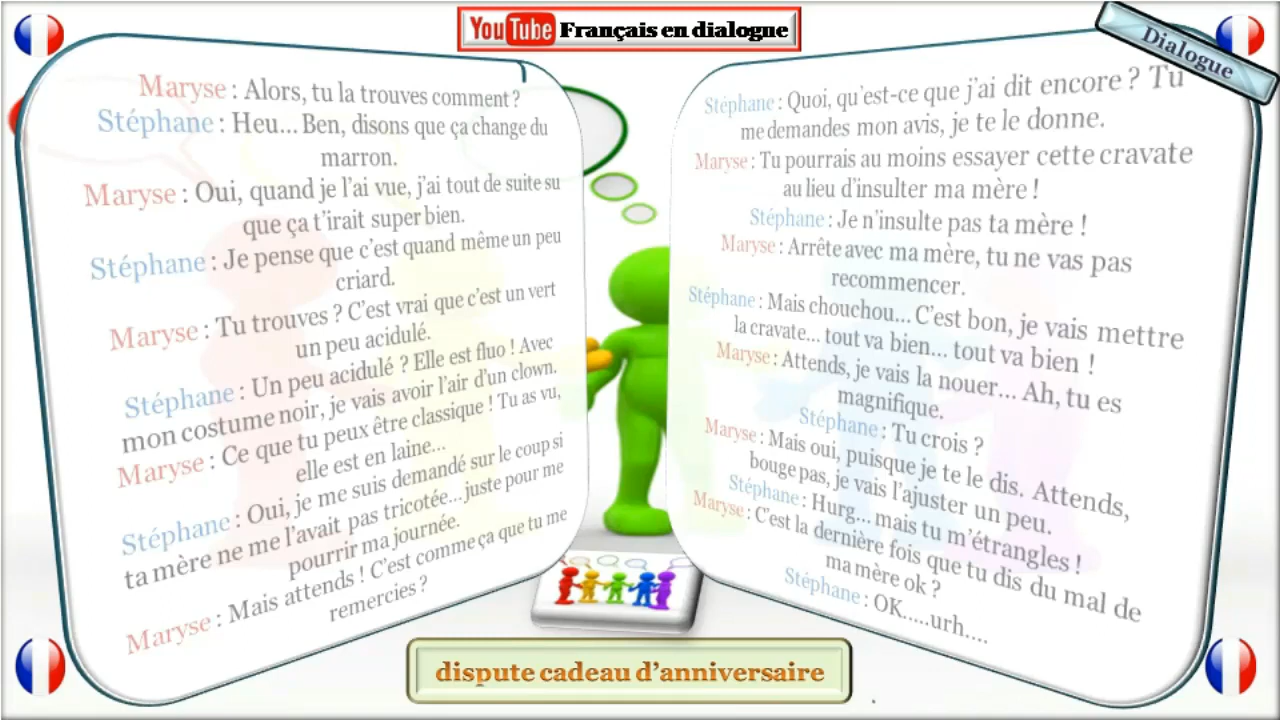 YouTube Français en dialogue
Dialogue
Maryse : Alors, tu la trouves comment ?
Stéphane : Heu... Ben, disons que ça change du
marron.
Maryse : Oui, quand je l'ai vue, j'ai tout de suite su
que ça t'irait super bien.
Stéphane : Je pense que c'est quand même un peu
criard.
Maryse : Tu trouves ? C'est vrai que c'est un vert
un peu acidulé.
Stéphane : Un peu acidulé ? Elle est fluo ! Avec
mon costume noir, je vais avoir l'air d'un clown.
Maryse : Ce que tu peux être classique ! Tu as vu,
elle est en laine...
Stéphane : Oui, je me suis demandé sur le coup si
ta mère ne me l'avait pas tricotée... juste pour me
pourrir ma journée.
Maryse : Mais attends ! C'est comme ça que tu me
remercies ?
Stéphane : Quoi, qu'est-ce que j'ai dit encore ? Tu
me demandes mon avis, je te le donne.
Maryse : Tu pourrais au moins essayer cette cravate
au lieu d'insulter ma mère !
Stéphane : Je n'insulte pas ta mère !
Maryse : Arrête avec ma mère, tu ne vas pas
recommencer.
Stéphane : Mais chouchou... C'est bon, je vais mettre
la cravate... tout va bien... tout va bien !
Maryse : Attends, je vais la nouer... Ah, tu es
magnifique.
Stéphane : Tu crois ?
Maryse : Mais oui, puisque je te le dis. Attends,
bouge pas, je vais l'ajuster un peu.
Stéphane : Hurg... mais tu m'étrangles !
Maryse : C'est la dernière fois que tu dis du mal de
ma mère ok ?
Stéphane : OK.....urh....
dispute cadeau d'anniversaire